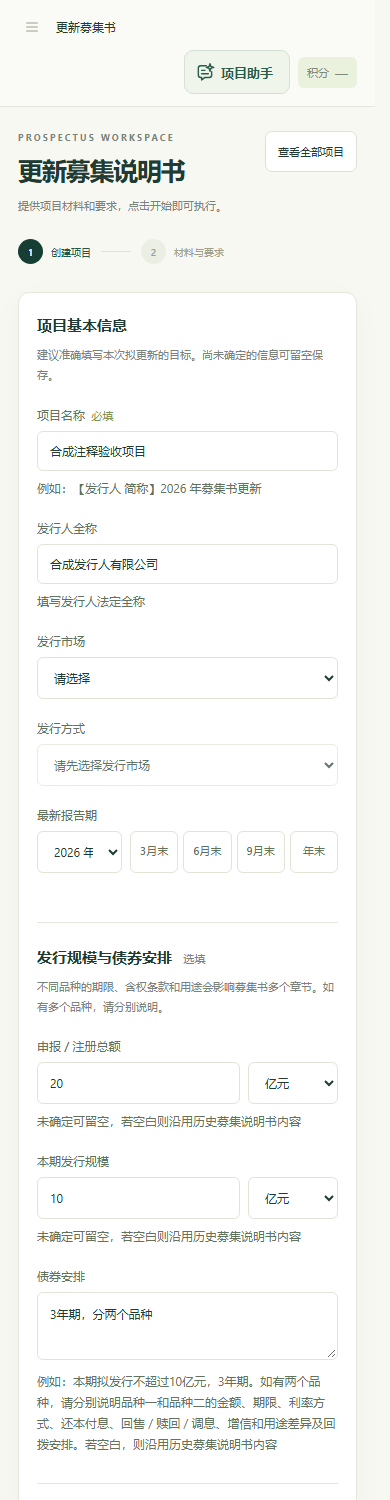 更新募集书
项目助手
积分 —
PROSPECTUS WORKSPACE
更新募集说明书
查看全部项目
提供项目材料和要求，点击开始即可执行。
1 创建项目 2 材料与要求
项目基本信息
建议准确填写本次拟更新的目标。尚未确定的信息可留空保
存。
项目名称 必填
合成注释验收项目
例如：【发行人 简称】2026 年募集书更新
发行人全称
合成发行人有限公司
填写发行人法定全称
发行市场
请选择
发行方式
请先选择发行市场
最新报告期
2026 年 3月末 6月末 9月末 年末
发行规模与债券安排 选填
不同品种的期限、含权条款和用途会影响募集书多个章节。如
有多个品种，请分别说明。
申报 / 注册总额
20 亿元
未确定可留空，若空白则沿用历史募集说明书内容
本期发行规模
10 亿元
未确定可留空，若空白则沿用历史募集说明书内容
债券安排
3年期，分两个品种
例如：本期拟发行不超过10亿元，3年期。如有两个品
种，请分别说明品种一和品种二的金额、期限、利率方
式、还本付息、回售 / 赎回 / 调息、增信和用途差异及回
拨安排。若空白，则沿用历史募集说明书内容